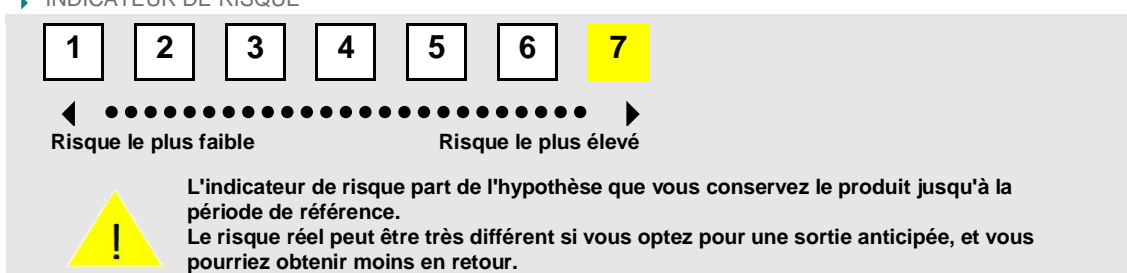 INDICATEUR DE RISQUE
1 2 3 4 5 6 7
Risque le plus faible Risque le plus élevé
L'indicateur de risque part de l'hypothèse que vous conservez le produit jusqu'à la
période de référence.
!
Le risque réel peut être très différent si vous optez pour une sortie anticipée, et vous
pourriez obtenir moins en retour.